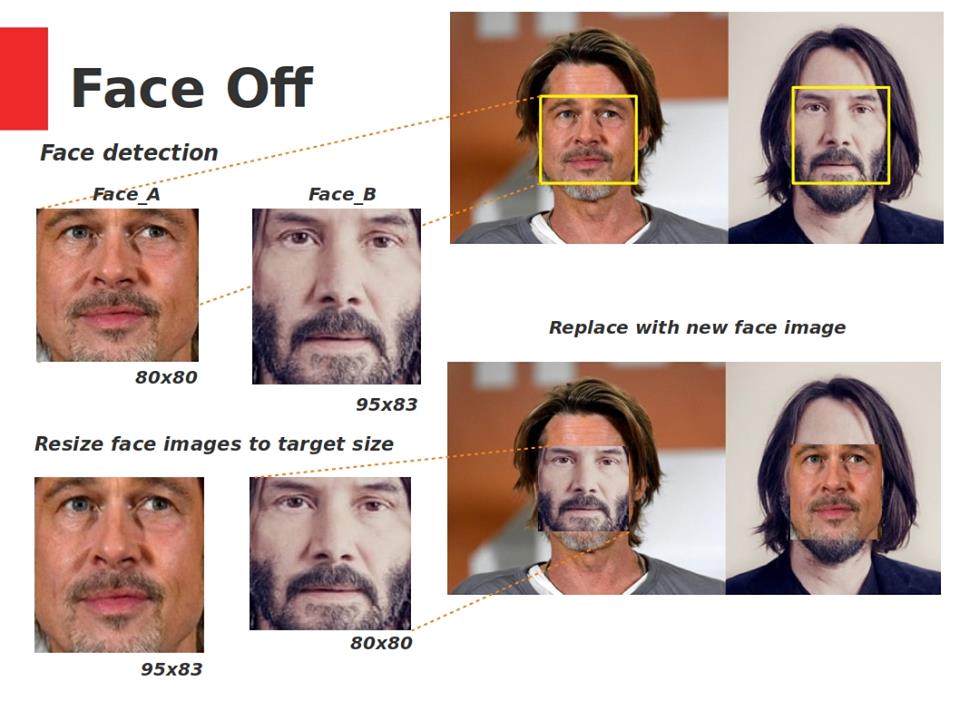 Face Off
Face detection
Face_A
Face_B
80x80
95x83
Replace with new face image
Resize face images to target size
80x80
95x83